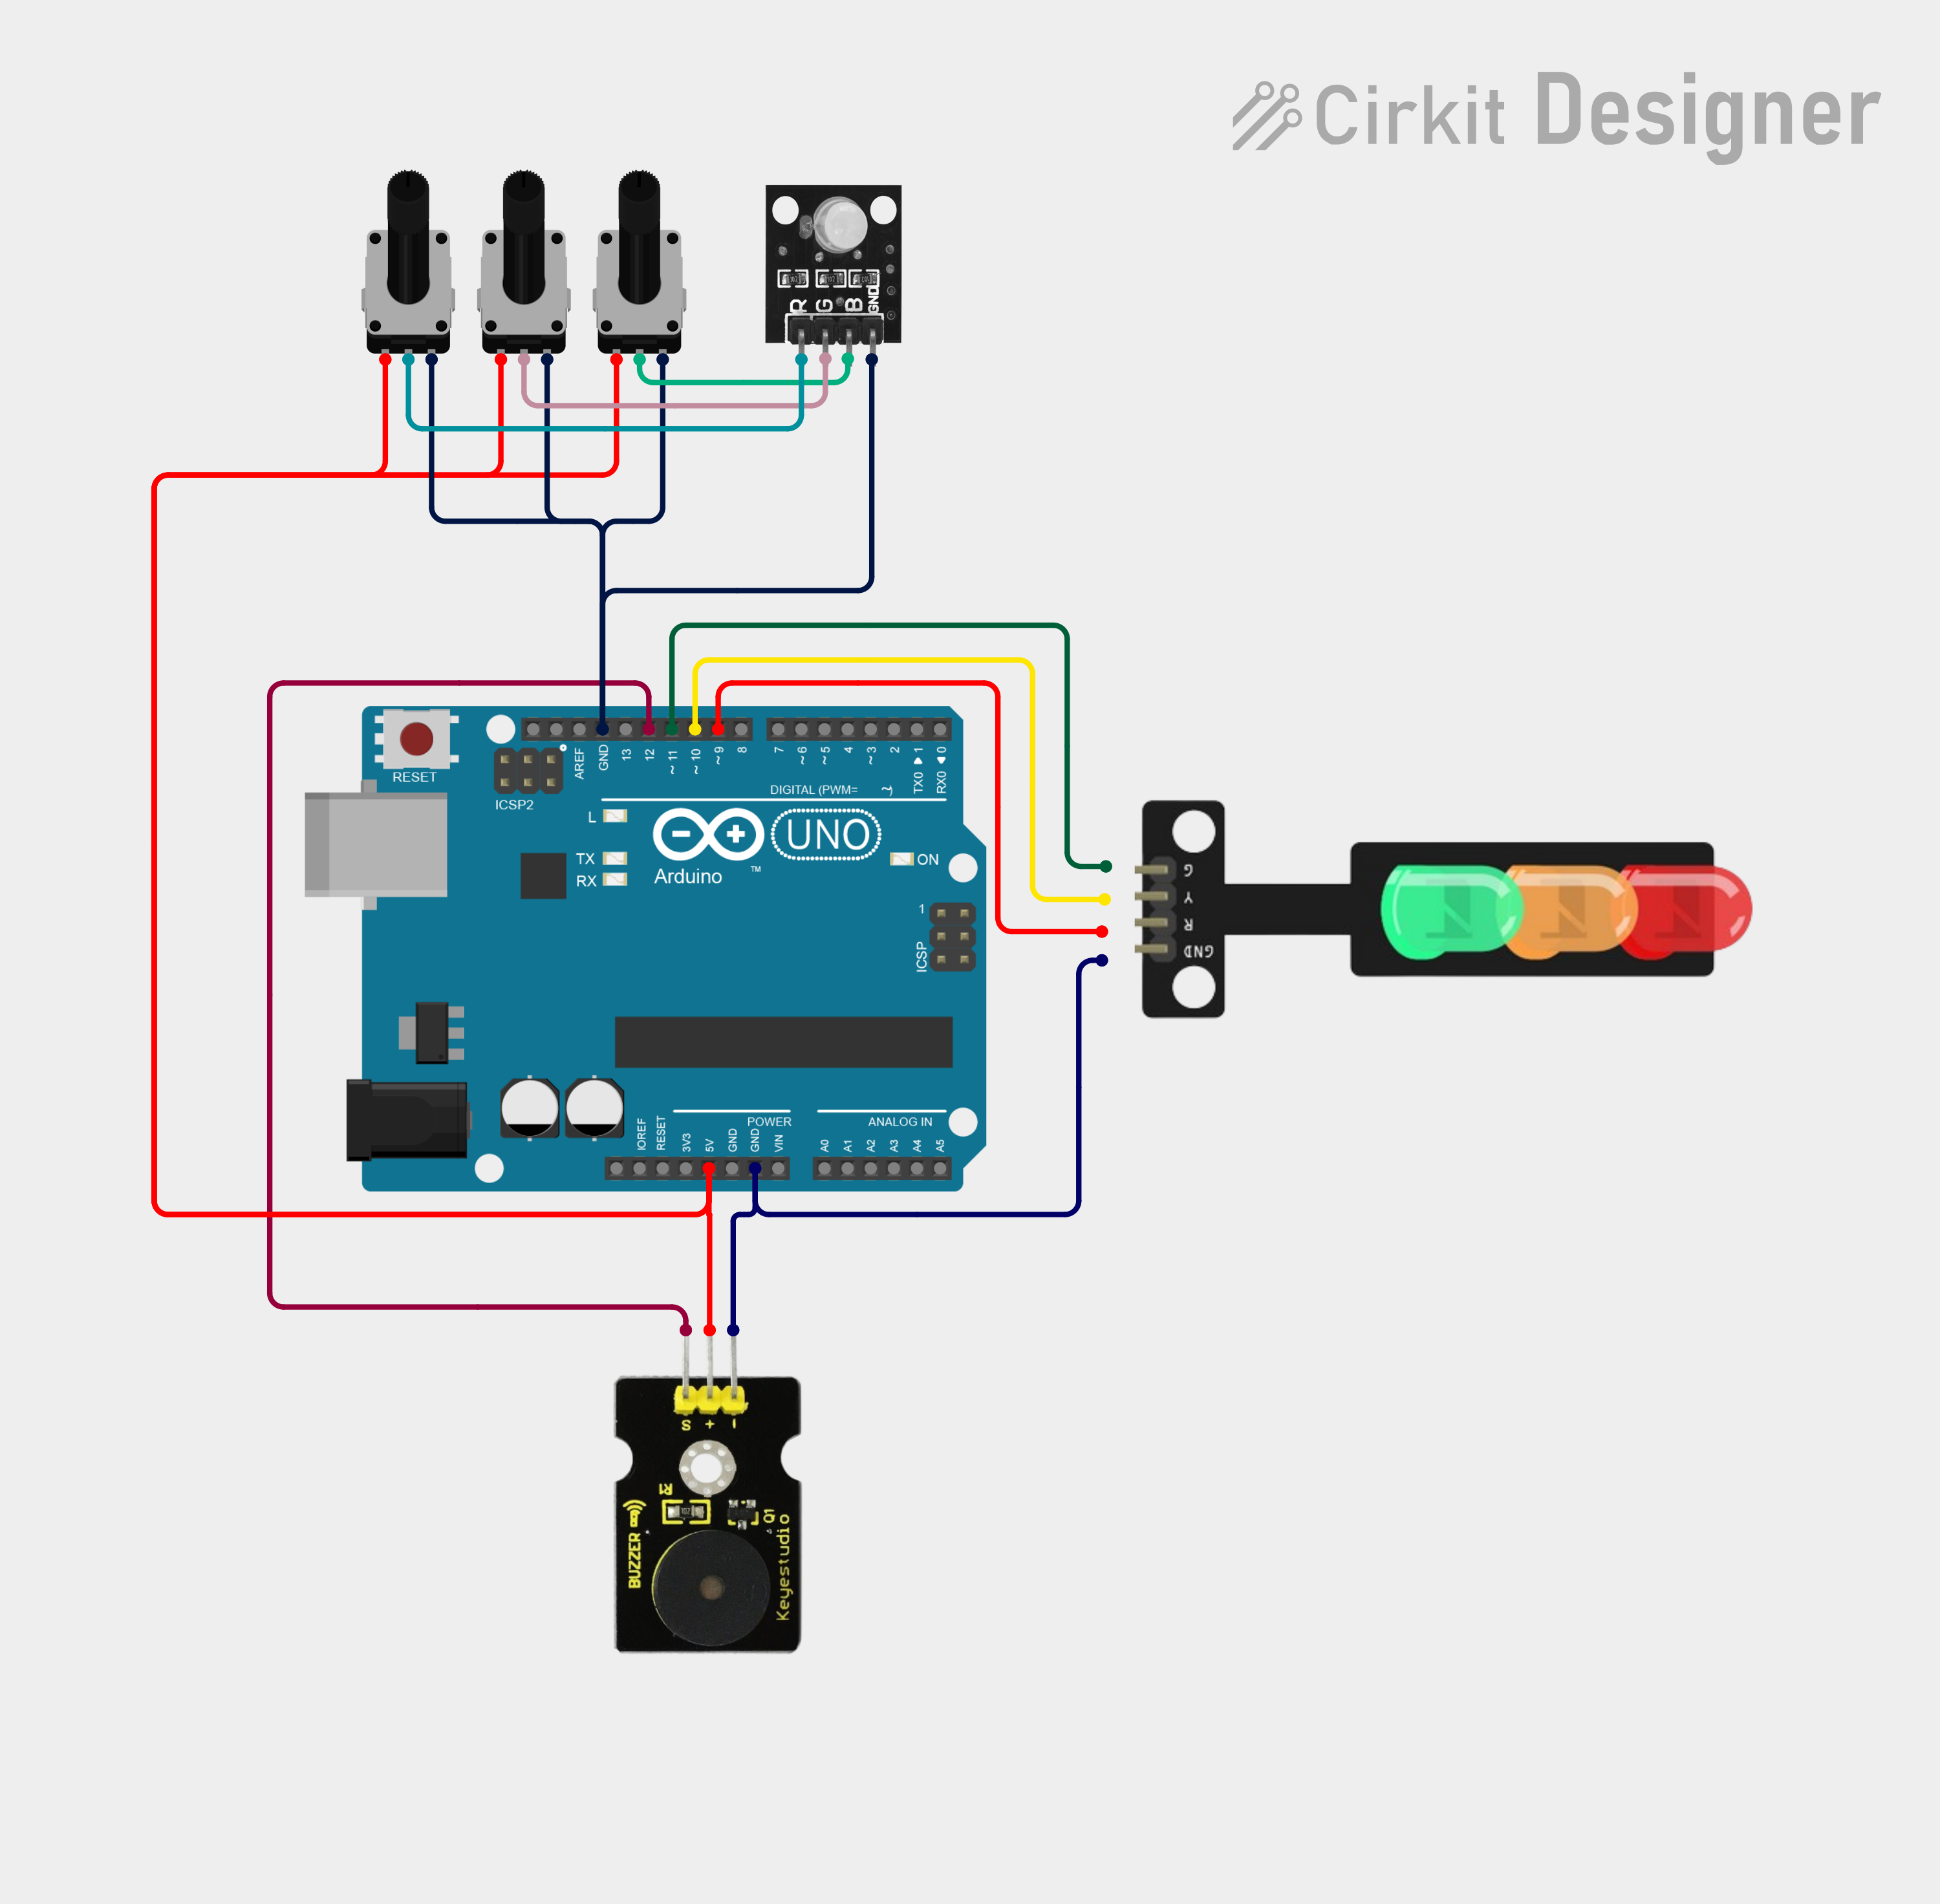 Cirkit Designer
R G B GND
RESET
ICSP2
AREF GND 13 12 ~ 11 ~ 10 ~ 9 8 7 ~ 6 ~ 5 4 ~ 3 2 TX0 ▶ 1 RX0 ◀ 0
DIGITAL (PWM= ~)
L
TX
RX
Arduino
TM
UNO
ON
1
ICSP
G
Y
R
GND
POWER
ANALOG IN
IOREF RESET 3V3 5V GND GND VIN A0 A1 A2 A3 A4 A5
S + -
R1
102
Q1
BUZZER
Keyestudio